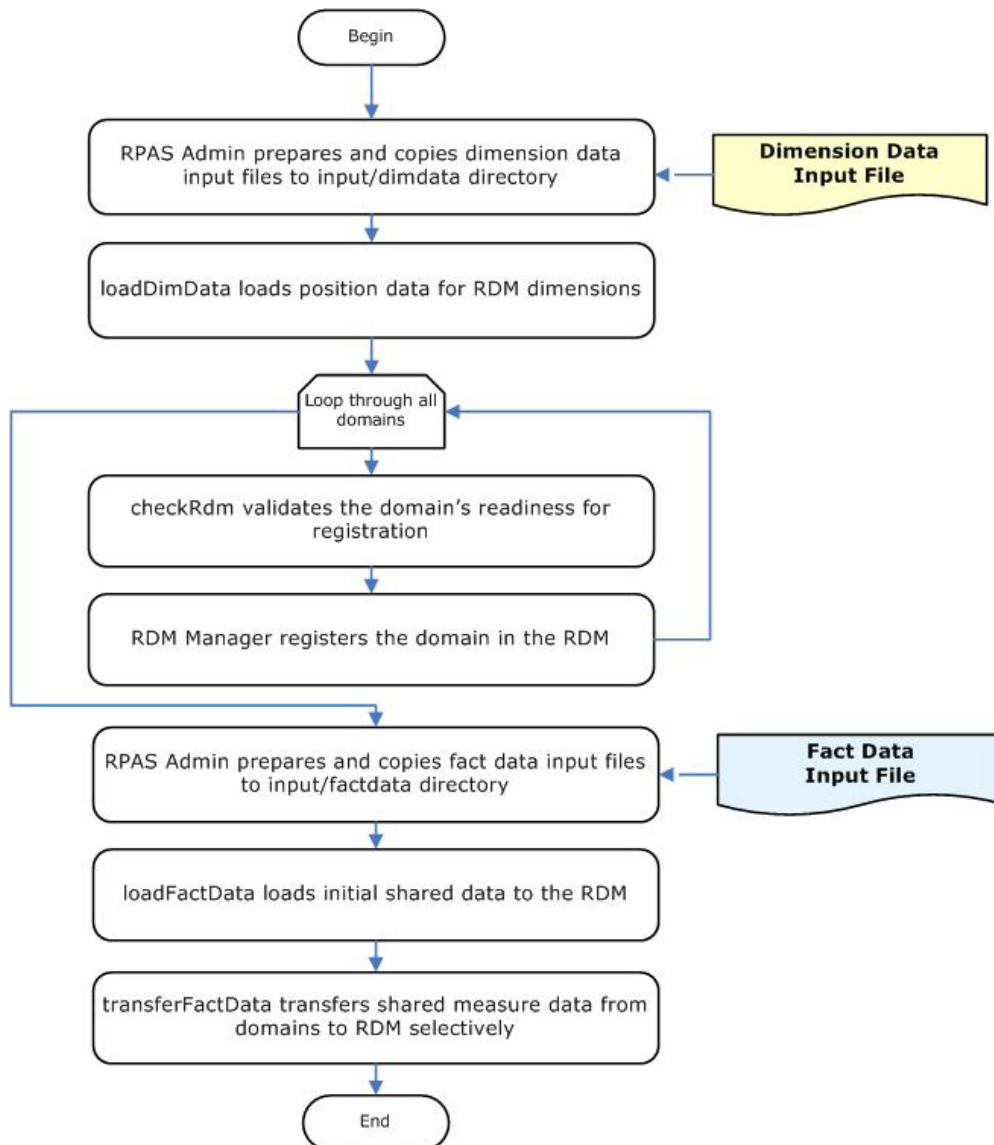 Begin
RPAS Admin prepares and copies dimension data
input files to input/dimdata directory
Dimension Data
Input File
loadDimData loads position data for RDM dimensions
Loop through all
domains
checkRdm validates the domain's readiness for
registration
RDM Manager registers the domain in the RDM
RPAS Admin prepares and copies fact data input files
to input/factdata directory
Fact Data
Input File
loadFactData loads initial shared data to the RDM
transferFactData transfers shared measure data from
domains to RDM selectively
End